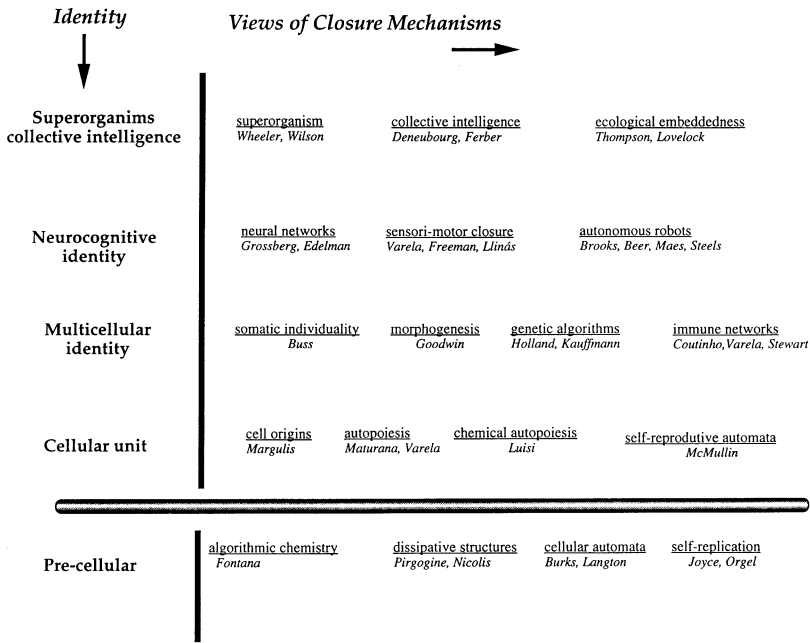 Identity
Views of Closure Mechanisms
Superorganims
collective intelligence
superorganism
Wheeler, Wilson
collective intelligence
Deneubourg, Ferber
ecological embeddedness
Thompson, Lovelock
Neurocognitive
identity
neural networks
Grossberg, Edelman
sensori-motor closure
Varela, Freeman, Llinás
autonomous robots
Brooks, Beer, Maes, Steels
Multicellular
identity
somatic individuality
Buss
morphogenesis
Goodwin
genetic algorithms
Holland, Kauffmann
immune networks
Coutinho,Varela, Stewart
Cellular unit
cell origins
Margulis
autopoiesis
Maturana, Varela
chemical autopoiesis
Luisi
self-reprodutive automata
McMullin
Pre-cellular
algorithmic chemistry
Fontana
dissipative structures
Pirgogine, Nicolis
cellular automata
Burks, Langton
self-replication
Joyce, Orgel